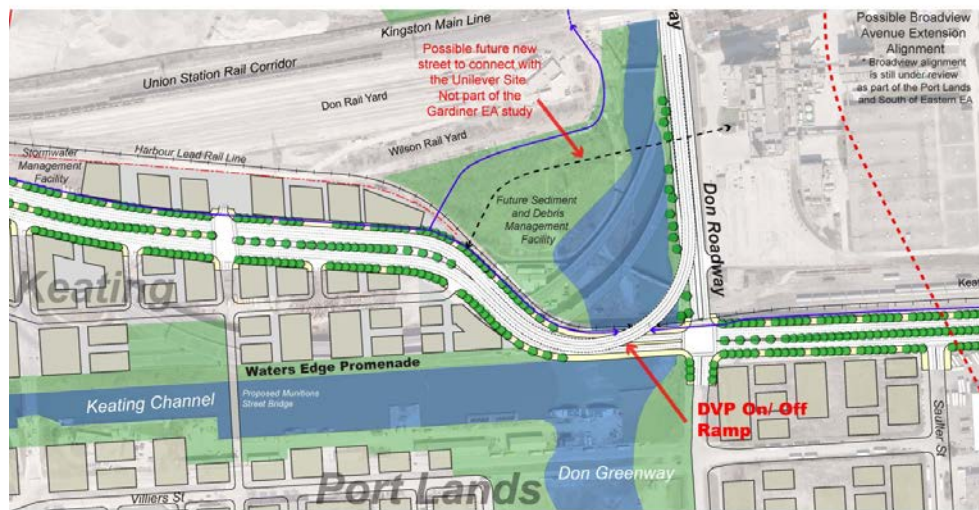 Kingston Main Line
Union Station Rail Corridor
Don Rail Yard
Wilson Rail Yard
Possible future new
street to connect with
the Unilever Site
Not part of the
Gardiner EA study
Possible Broadview
Avenue Extension
Alignment
* Broadview alignment
is still under review
as part of the Port Lands
and South of Eastern EA
Stormwater
Management
Facility
Harbour Lead Rail Line
Future Sediment
and Debris
Management
Facility
Don Roadway
Keating
Waters Edge Promenade
Keating Channel
Proposed Munitions
Street Bridge
DVP On/ Off
Ramp
Don Greenway
Saulter St
Port Lands
Villiers St